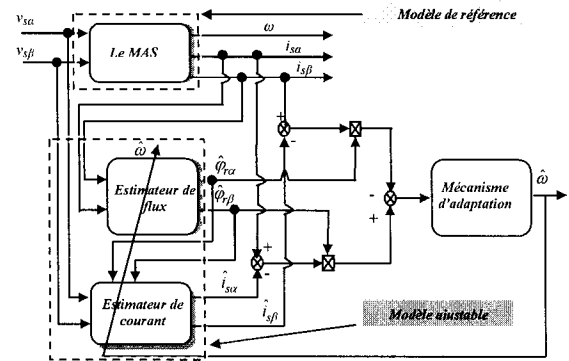 v_sα
v_sβ
Modèle de référence
Le MAS
ω
i_sα
i_sβ
+
-
ω̂
φ̂_rα
φ̂_rβ
Estimateur de
flux
-
+
Mécanisme
d'adaptation
ω̂
+
-
Estimateur de
courant
î_sα
î_sβ
Modèle ajustable